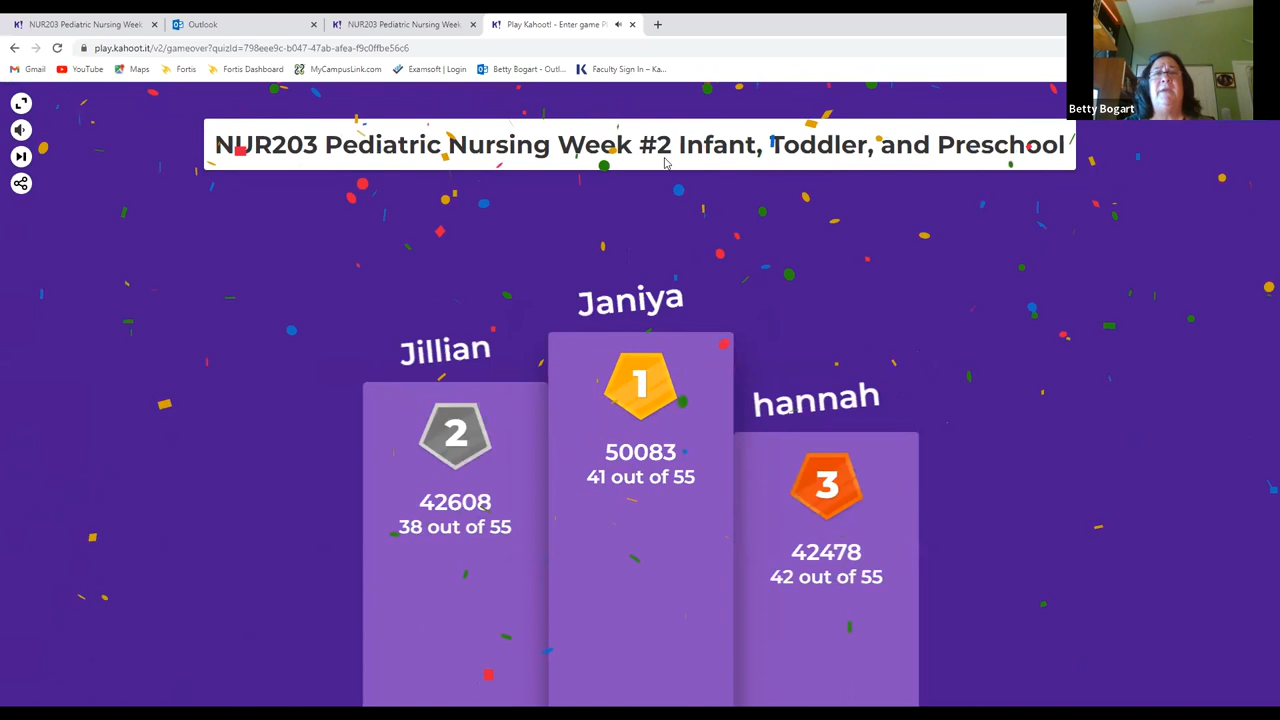 NUR203 Pediatric Nursing Week
Outlook
NUR203 Pediatric Nursing Week
Play Kahoot! - Enter game P
play.kahoot.it/v2/gameover?quizId=798eee9c-b047-47ab-afea-f9c0ffbe56c6
Gmail
YouTube
Maps
Fortis
Fortis Dashboard
MyCampusLink.com
Examsoft | Login
Betty Bogart - Outl...
Faculty Sign In – Ka...
Betty Bogart
NUR203 Pediatric Nursing Week #2 Infant, Toddler, and Preschool
Janiya
1
50083
41 out of 55
Jillian
2
42608
38 out of 55
hannah
3
42478
42 out of 55